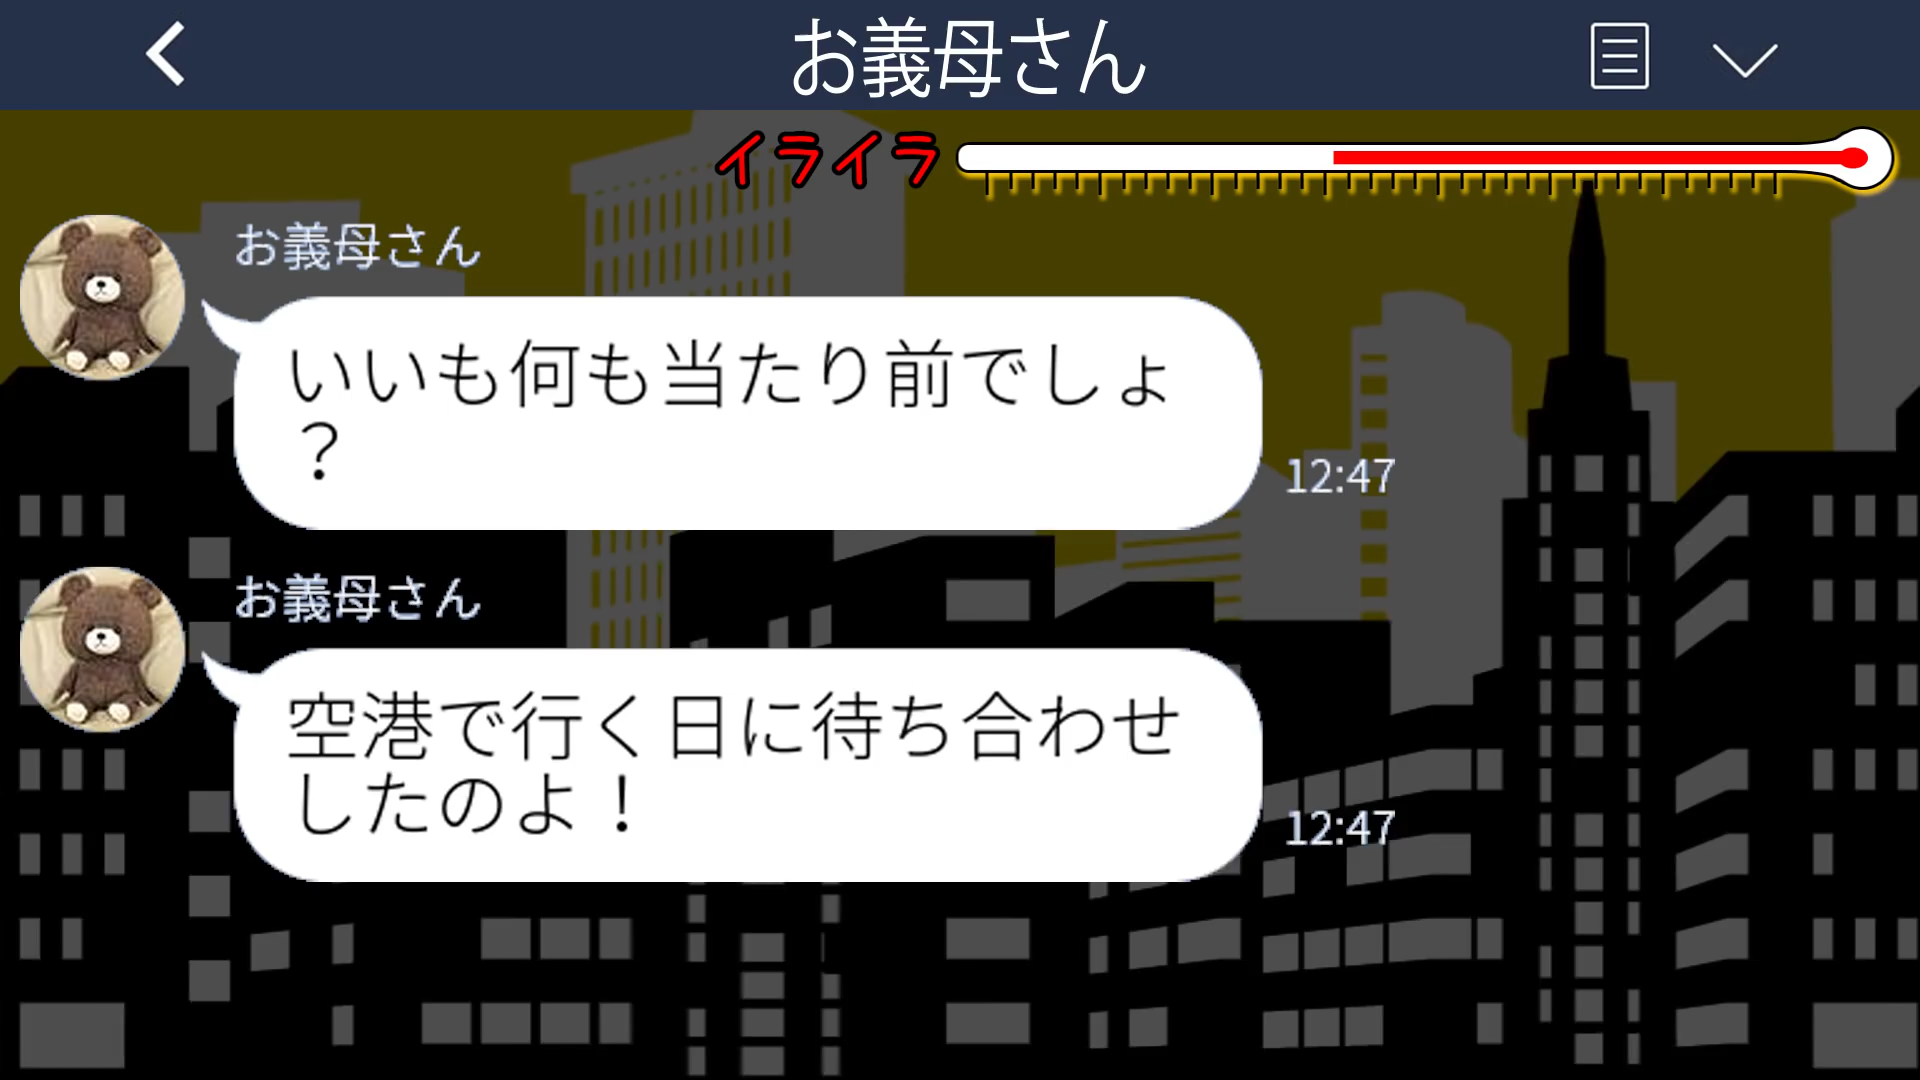 お義母さん
イライラ
お義母さん
いいも何も当たり前でしょ
？
12:47
お義母さん
空港で行く日に待ち合わせ
したのよ！
12:47